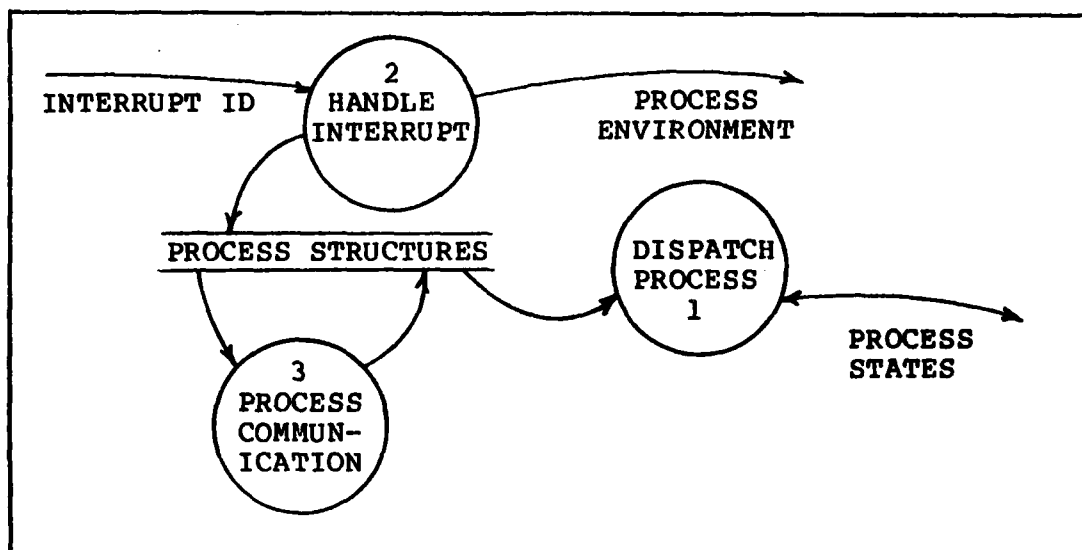 2
HANDLE
INTERRUPT
INTERRUPT ID
PROCESS
ENVIRONMENT
PROCESS STRUCTURES
DISPATCH
PROCESS
1
PROCESS
STATES
3
PROCESS
COMMUN-
ICATION